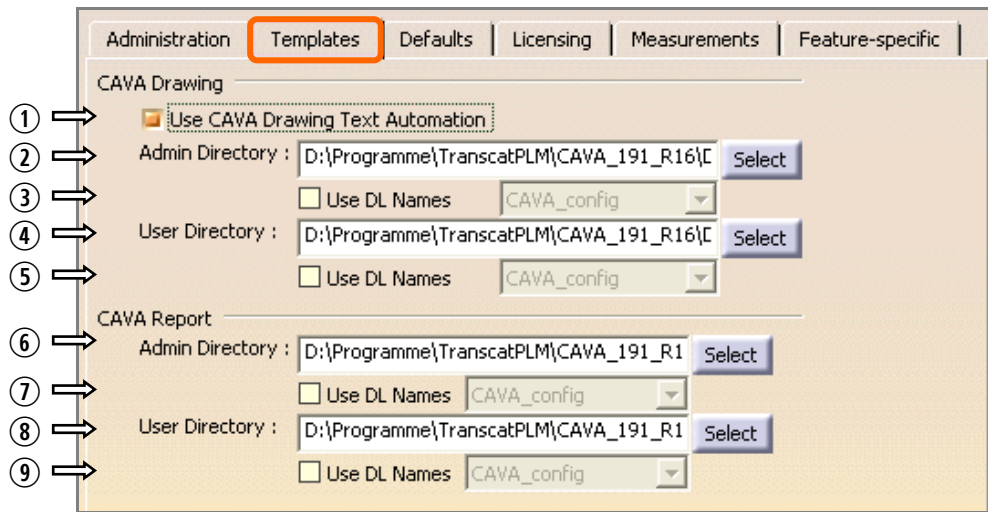 Administration Templates Defaults Licensing Measurements Feature-specific
CAVA Drawing
① Use CAVA Drawing Text Automation
② Admin Directory : D:\Programme\TranscatPLM\CAVA_191_R16\D Select
③ Use DL Names CAVA_config
④ User Directory : D:\Programme\TranscatPLM\CAVA_191_R16\D Select
⑤ Use DL Names CAVA_config
CAVA Report
⑥ Admin Directory : D:\Programme\TranscatPLM\CAVA_191_R1 Select
⑦ Use DL Names CAVA_config
⑧ User Directory : D:\Programme\TranscatPLM\CAVA_191_R1 Select
⑨ Use DL Names CAVA_config